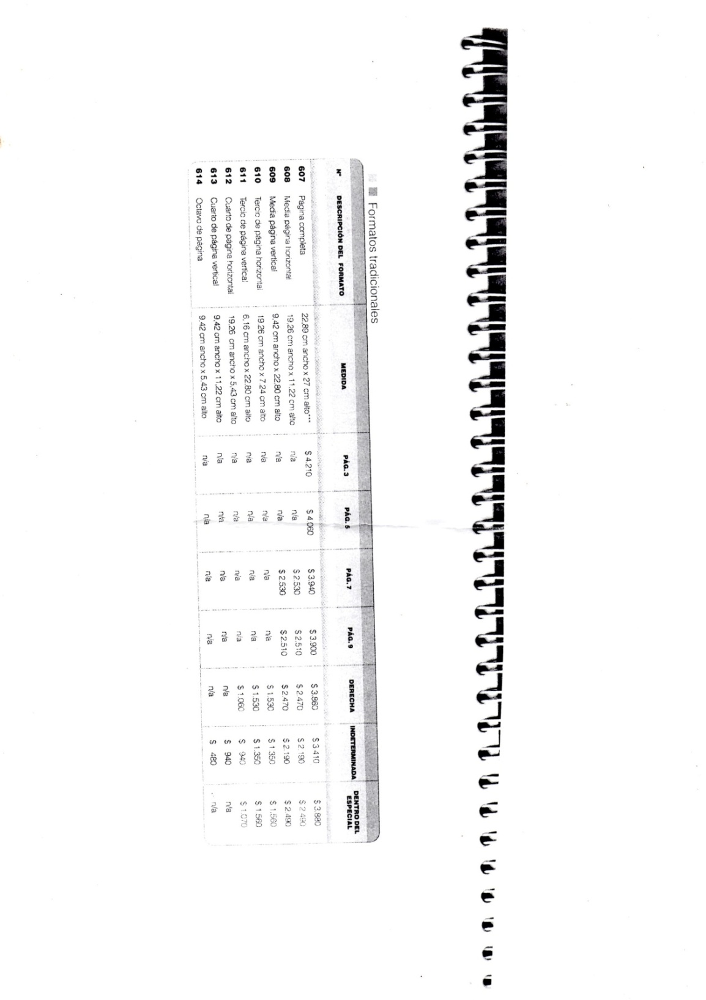 Formatos tradicionales
N° DESCRIPCIÓN DEL FORMATO MEDIDA PÁG. 3 PÁG. 5 PÁG. 7 PÁG. 9 DERECHA INDETERMINADA DENTRO DEL ESPECIAL
607 Página completa 22,89 cm ancho x 27 cm alto*** $ 4.210 $ 4.060 $ 3.940 $ 3.900 $ 3.860 $ 3.410 $ 3.880
608 Media página horizontal 19,26 cm ancho x 11,22 cm alto n/a n/a $ 2.530 $ 2.510 $ 2.470 $ 2.190 $ 2.490
609 Media página vertical 9,42 cm ancho x 22,80 cm alto n/a n/a $ 2.530 $ 2.510 $ 2.470 $ 2.190 $ 2.490
610 Tercio de página horizontal 19,26 cm ancho x 7,24 cm alto n/a n/a n/a n/a $ 1.530 $ 1.350 $ 1.560
611 Tercio de página vertical 6,16 cm ancho x 22,80 cm alto n/a n/a n/a n/a $ 1.530 $ 1.350 $ 1.560
612 Cuarto de página horizontal 19,26 cm ancho x 5,43 cm alto n/a n/a n/a n/a $ 1.060 $ 940 $ 1.070
613 Cuarto de página vertical 9,42 cm ancho x 11,22 cm alto n/a n/a n/a n/a n/a $ 940 n/a
614 Octavo de página 9,42 cm ancho x 5,43 cm alto n/a n/a n/a n/a n/a $ 480 n/a